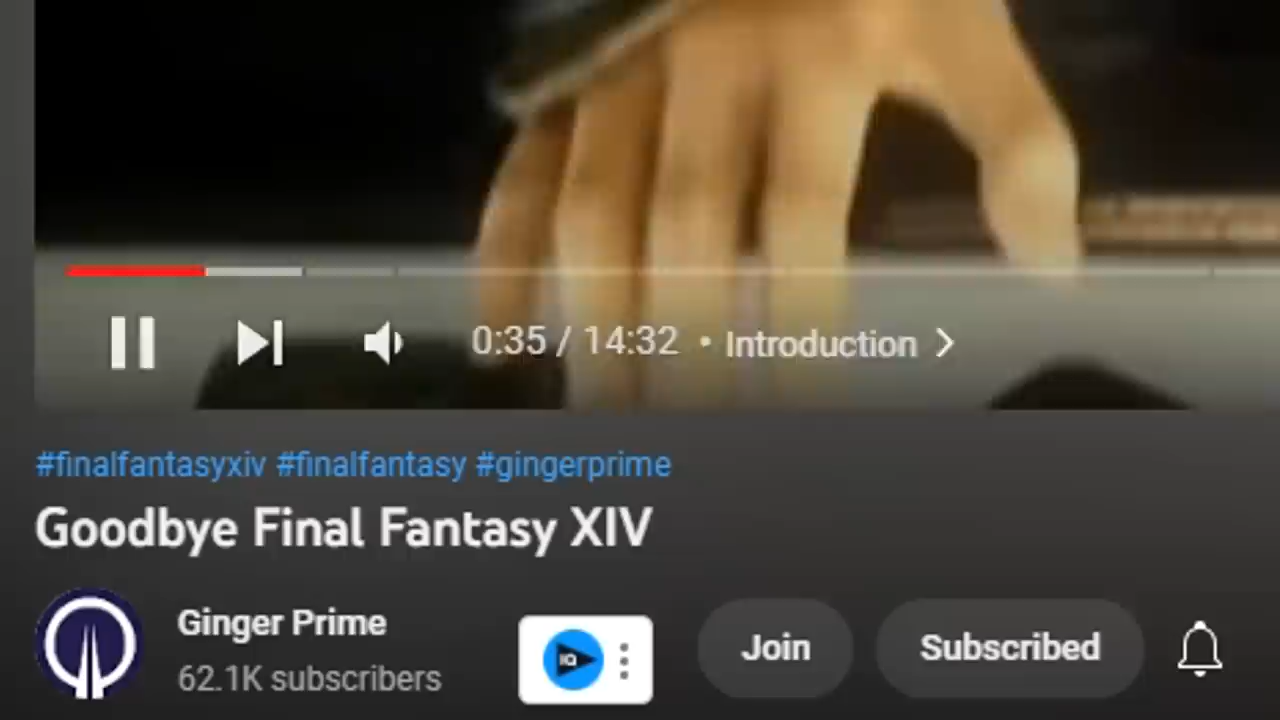 0:35 / 14:32 • Introduction
#finalfantasyxiv #finalfantasy #gingerprime
Goodbye Final Fantasy XIV
Ginger Prime
62.1K subscribers
IQ
Join
Subscribed